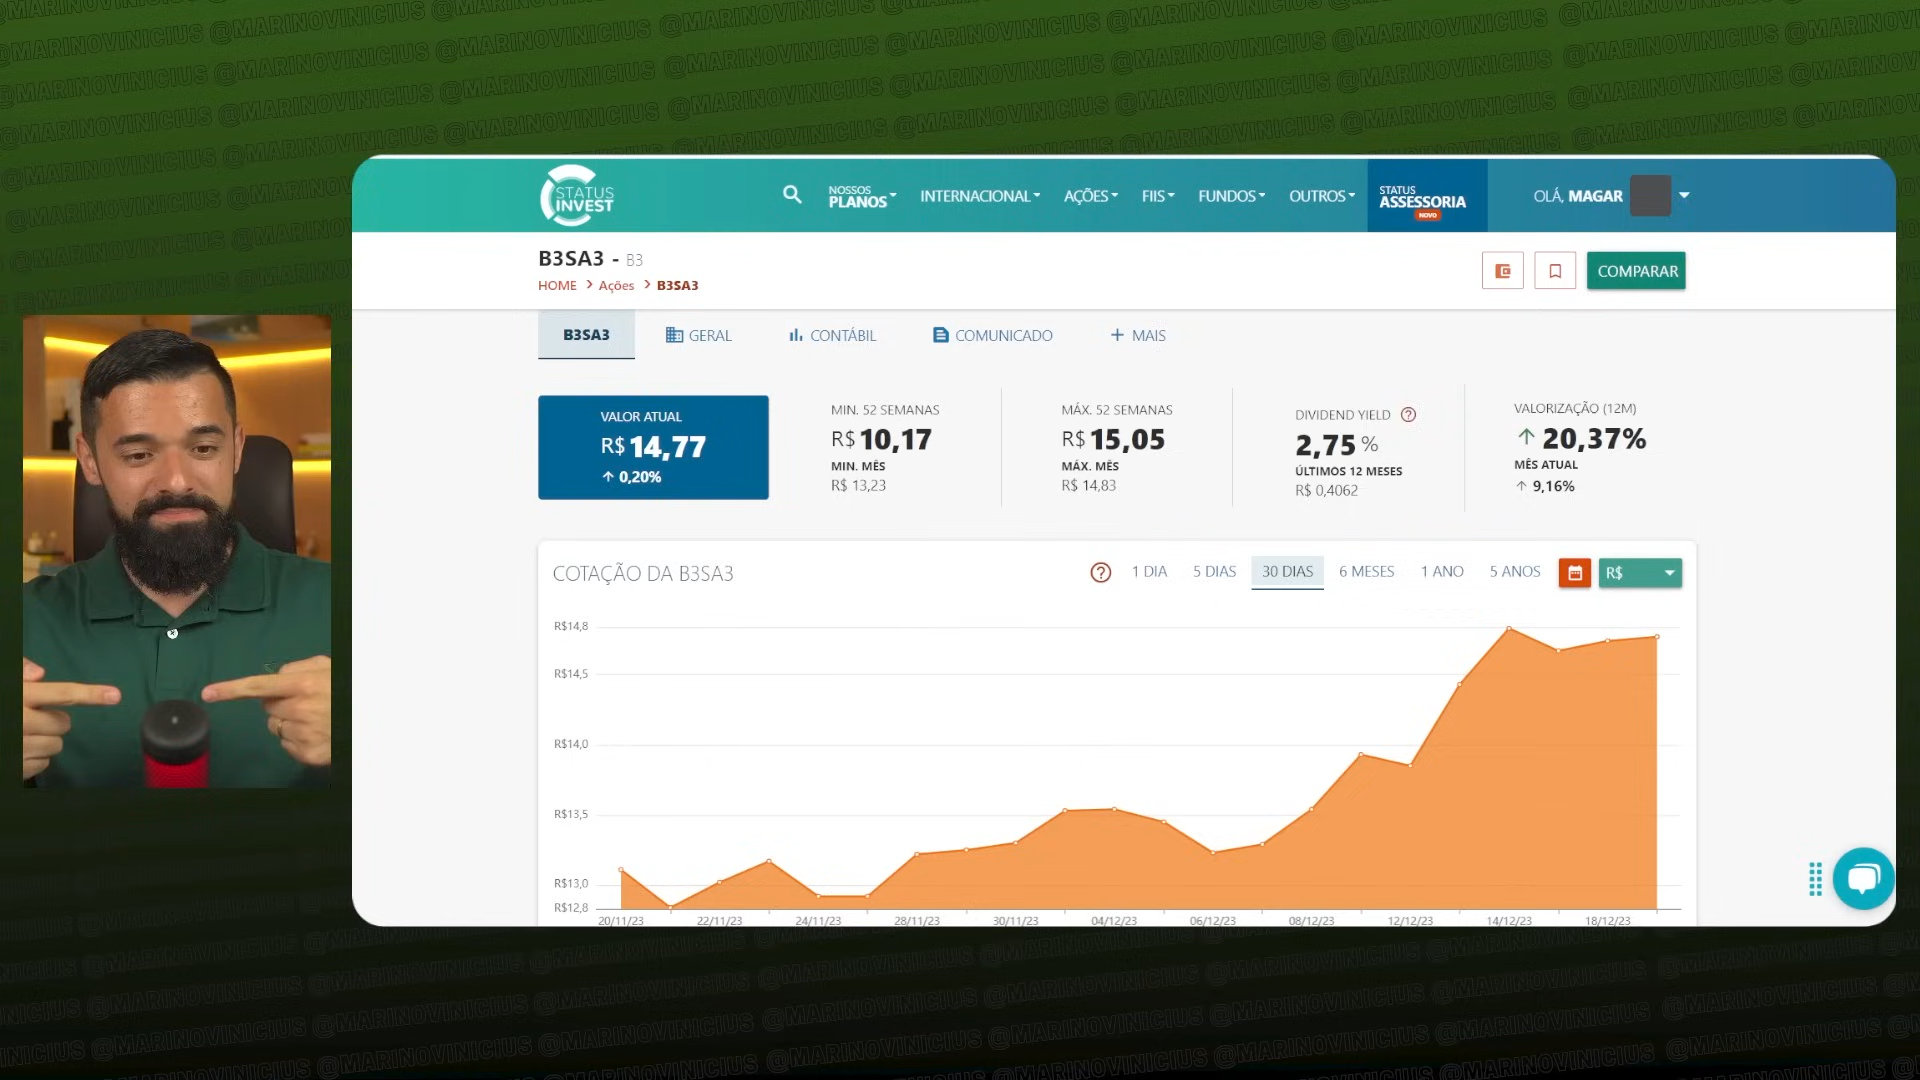 @MARINOVINICIUS @MARINOVINICIUS @MARINOVINICIUS @MARINOVINICIUS
STATUS
INVEST
NOSSOS
PLANOS
INTERNACIONAL
AÇÕES
FIIS
FUNDOS
OUTROS
STATUS
ASSESSORIA
NOVO
OLÁ, MAGAR
B3SA3 - B3
HOME > Ações > B3SA3
COMPARAR
B3SA3
GERAL
CONTÁBIL
COMUNICADO
+ MAIS
VALOR ATUAL
R$ 14,77
↑ 0,20%
MIN. 52 SEMANAS
R$ 10,17
MIN. MÊS
R$ 13,23
MÁX. 52 SEMANAS
R$ 15,05
MÁX. MÊS
R$ 14,83
DIVIDEND YIELD ?
2,75 %
ÚLTIMOS 12 MESES
R$ 0,4062
VALORIZAÇÃO (12M)
↑ 20,37%
MÊS ATUAL
↑ 9,16%
COTAÇÃO DA B3SA3
? 1 DIA 5 DIAS 30 DIAS 6 MESES 1 ANO 5 ANOS R$
R$14,8
R$14,5
R$14,0
R$13,5
R$13,0
R$12,8
20/11/23 22/11/23 24/11/23 28/11/23 30/11/23 04/12/23 06/12/23 08/12/23 12/12/23 14/12/23 18/12/23